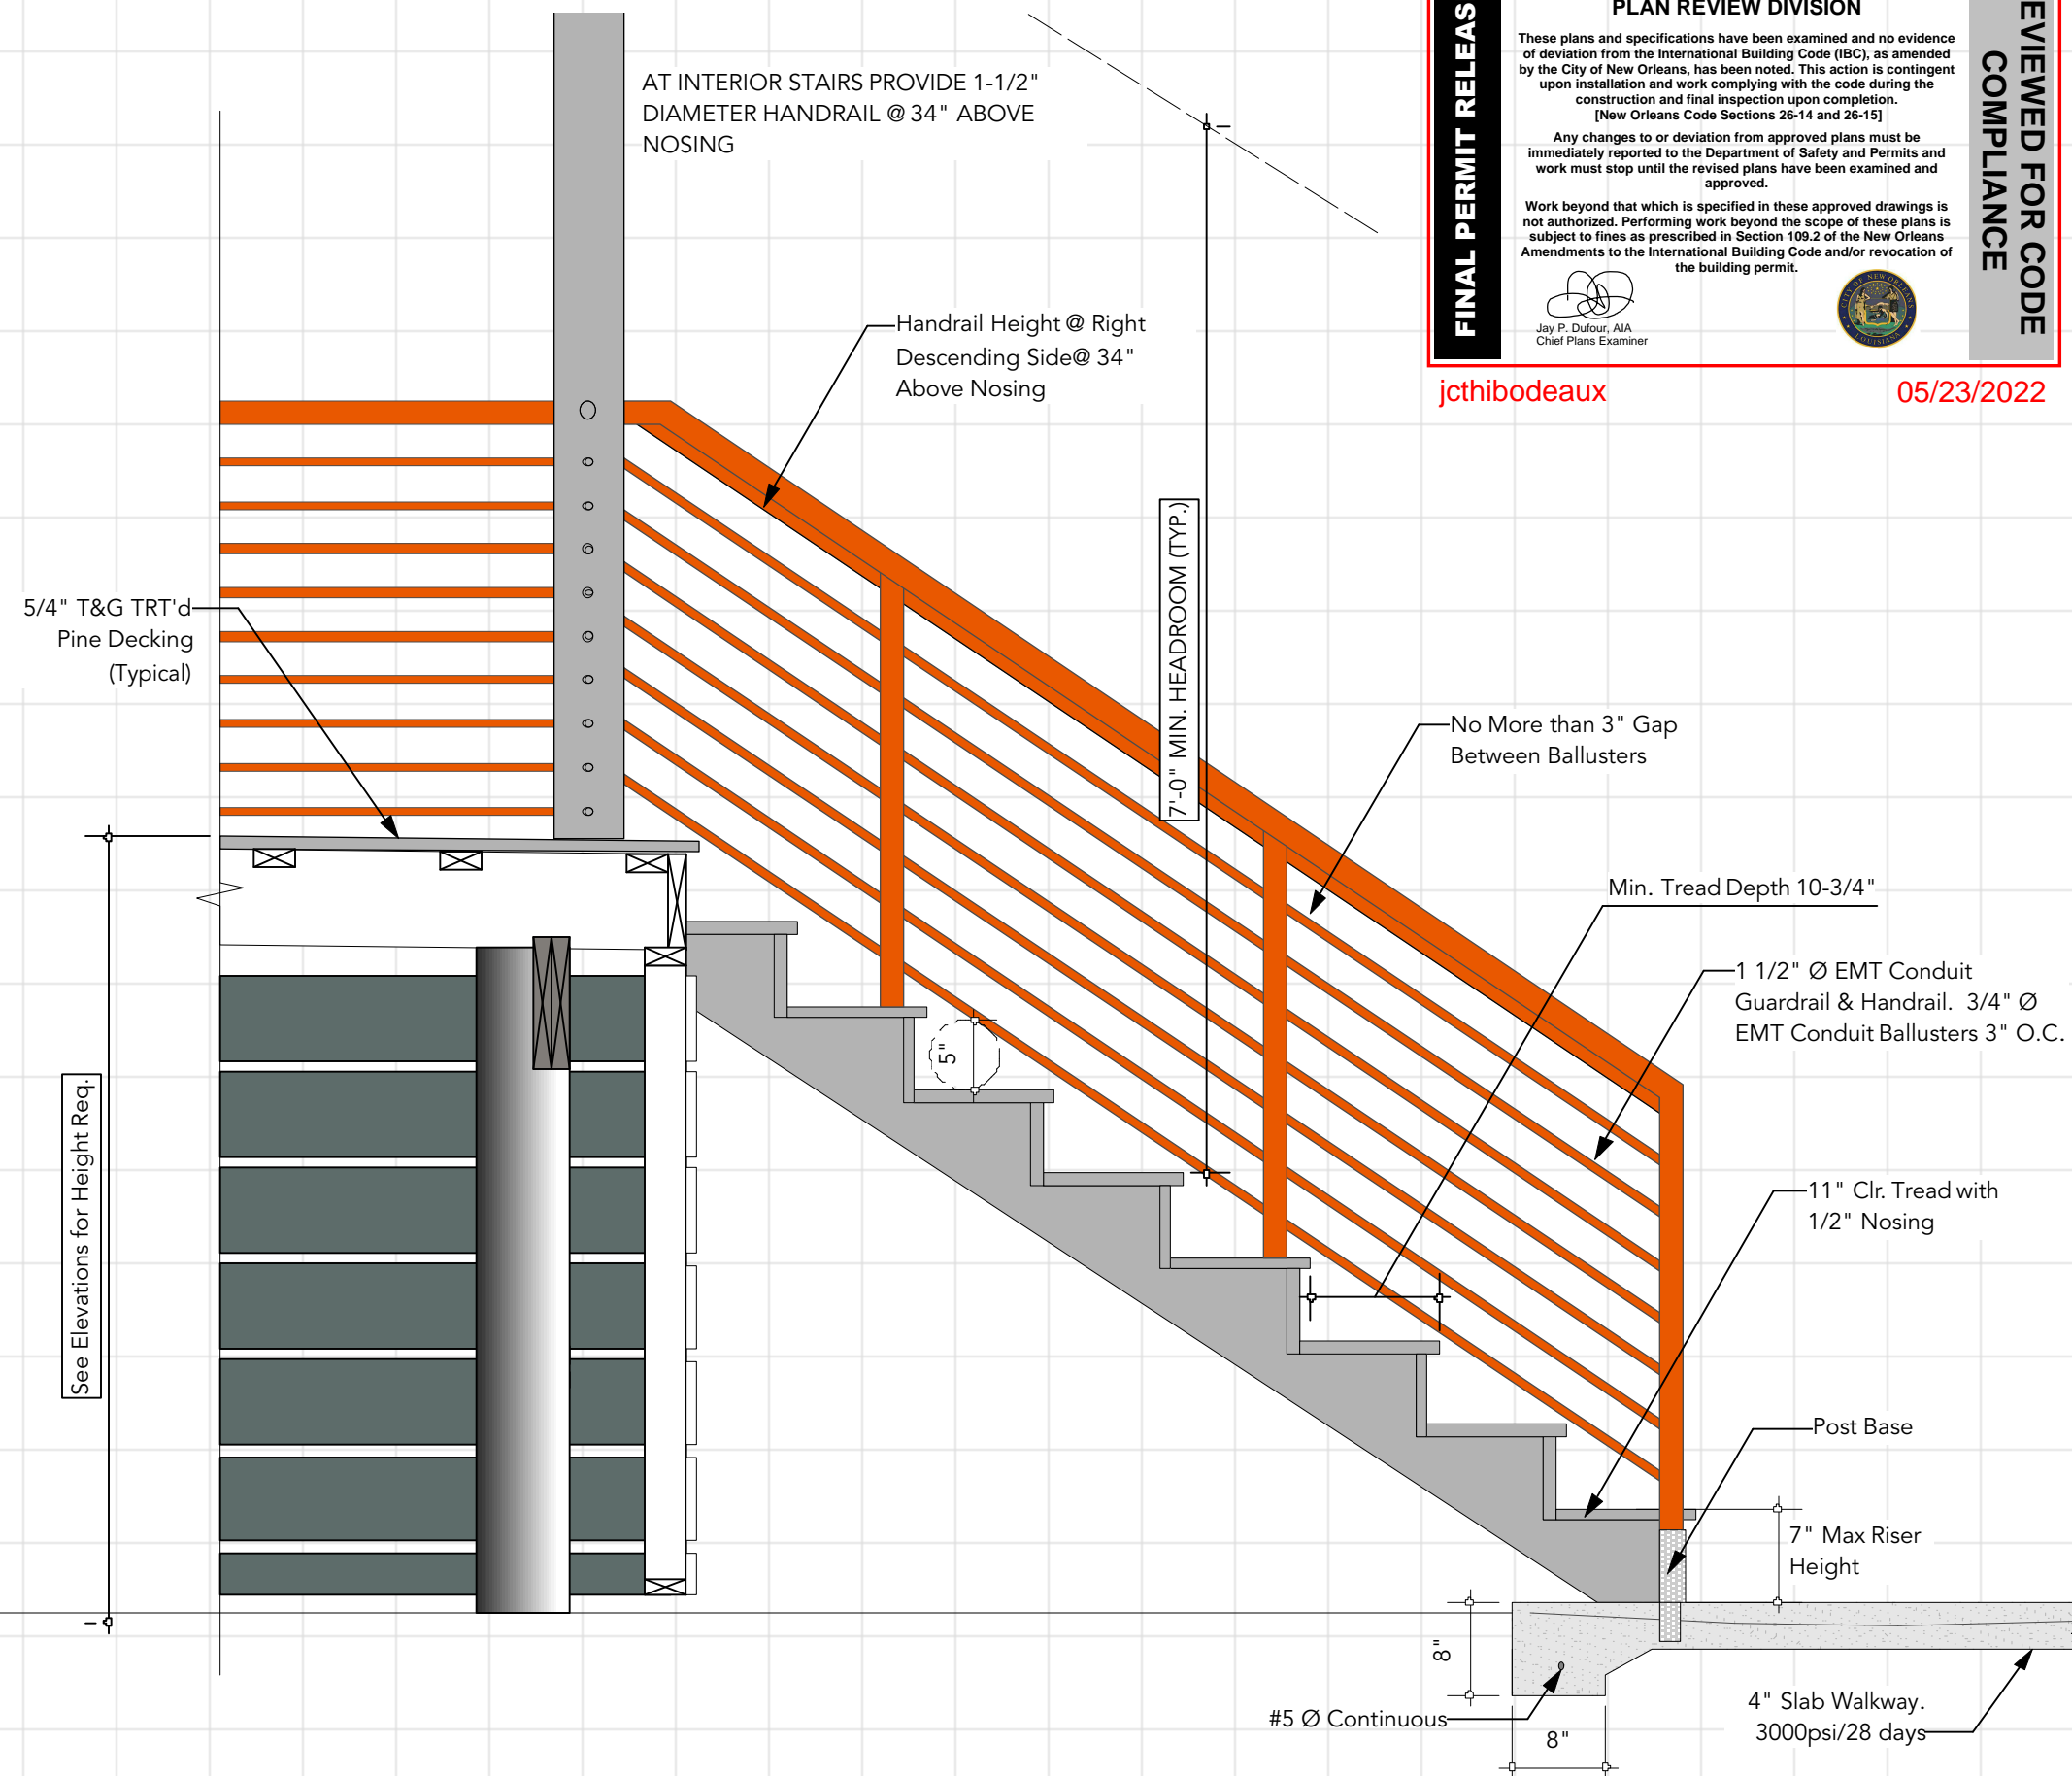 PLAN REVIEW DIVISION
These plans and specifications have been examined and no evidence
of deviation from the International Building Code (IBC), as amended
by the City of New Orleans, has been noted. This action is contingent
upon installation and work complying with the code during the
construction and final inspection upon completion.
[New Orleans Code Sections 26-14 and 26-15]
Any changes to or deviation from approved plans must be
immediately reported to the Department of Safety and Permits and
work must stop until the revised plans have been examined and
approved.
Work beyond that which is specified in these approved drawings is
not authorized. Performing work beyond the scope of these plans is
subject to fines as prescribed in Section 109.2 of the New Orleans
Amendments to the International Building Code and/or revocation of
the building permit.
Jay P. Dufour, AIA
Chief Plans Examiner
CITY OF NEW ORLEANS
LOUISIANA
FINAL PERMIT RELEAS
EVIEWED FOR CODE
COMPLIANCE
jcthibodeaux
05/23/2022
AT INTERIOR STAIRS PROVIDE 1-1/2"
DIAMETER HANDRAIL @ 34" ABOVE
NOSING
Handrail Height @ Right
Descending Side@ 34"
Above Nosing
5/4" T&G TRT'd
Pine Decking
(Typical)
7'-0" MIN. HEADROOM (TYP.)
No More than 3" Gap
Between Ballusters
Min. Tread Depth 10-3/4"
1 1/2" Ø EMT Conduit
Guardrail & Handrail. 3/4" Ø
EMT Conduit Ballusters 3" O.C.
5"
See Elevations for Height Req.
11" Clr. Tread with
1/2" Nosing
Post Base
7" Max Riser
Height
8"
#5 Ø Continuous
8"
4" Slab Walkway.
3000psi/28 days